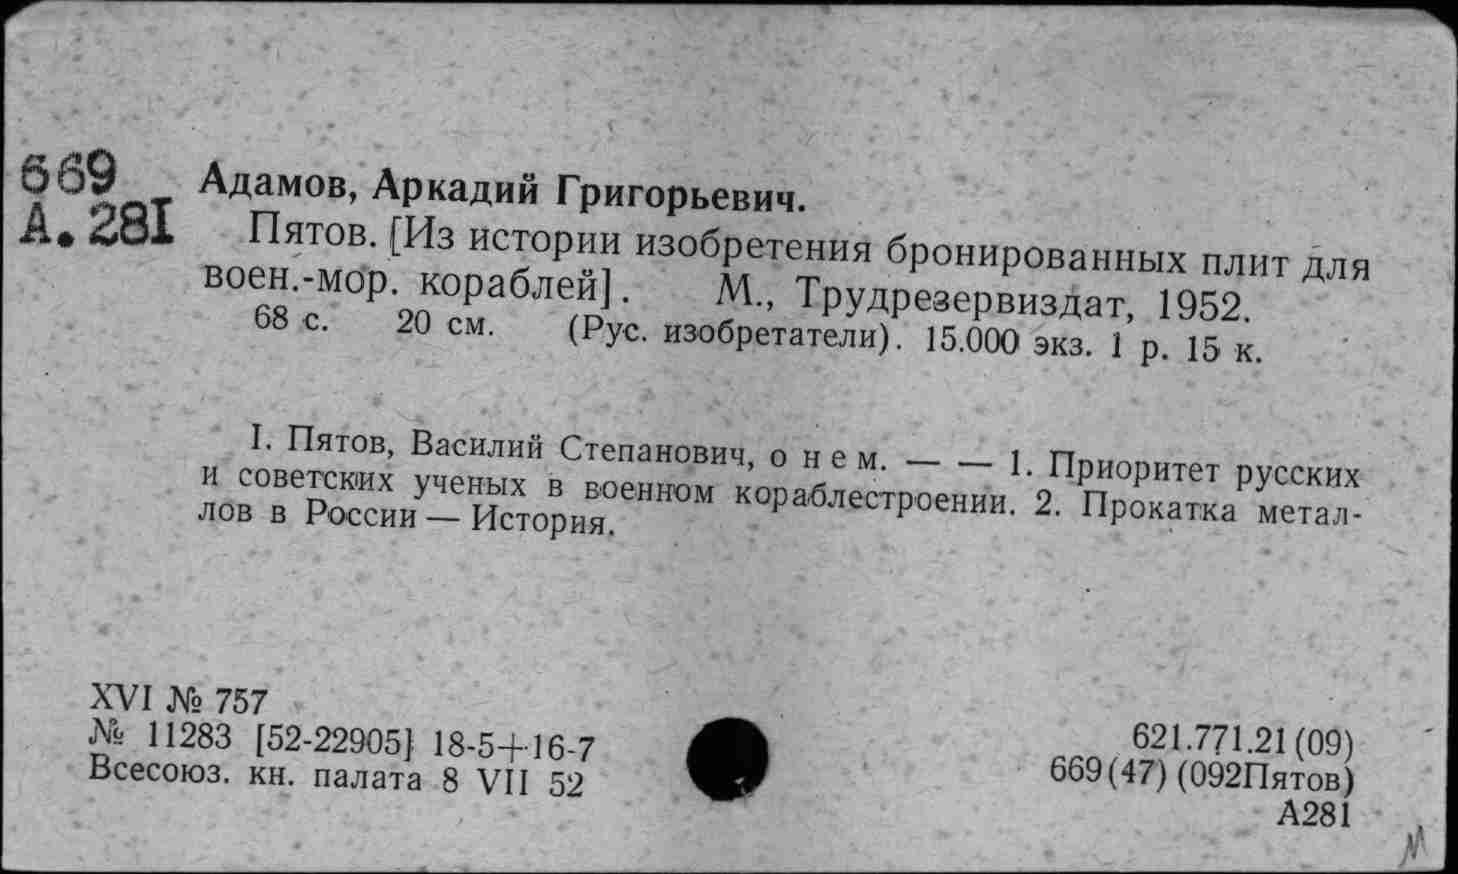 669
А.281
Адамов, Аркадий Григорьевич.
Пятов. [Из истории изобретения бронированных плит для
воен.-мор. кораблей]. М., Трудрезервиздат, 1952.
68 с. 20 см. (Рус. изобретатели). 15.000 экз. 1 р. 15 к.
I. Пятов, Василий Степанович, о нем. — — 1. Приоритет русских
и советских ученых в военном кораблестроении. 2. Прокатка метал-
лов в России — История.
XVI № 757
№ 11283 [52-22905] 18-5+16-7
Всесоюз. кн. палата 8 VII 52
621.771.21(09)
669(47)(092Пятов)
А281
М